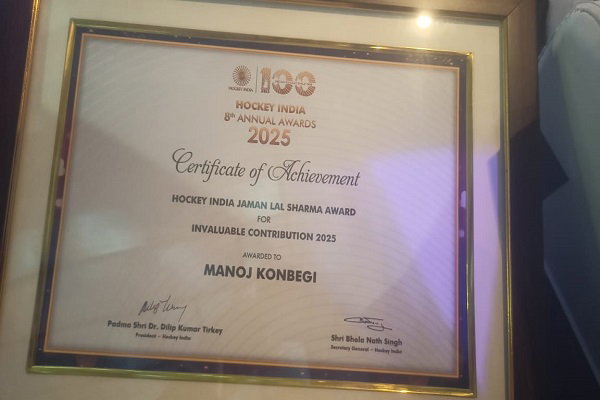 100
HOCKEY INDIA
HOCKEY INDIA
8th ANNUAL AWARDS
2025
Certificate of Achievement
HOCKEY INDIA JAMAN LAL SHARMA AWARD
FOR
INVALUABLE CONTRIBUTION 2025
AWARDED TO
MANOJ KONBEGI
Padma Shri Dr. Dilip Kumar Tirkey
President - Hockey India
Shri Bhola Nath Singh
Secretary General - Hockey India